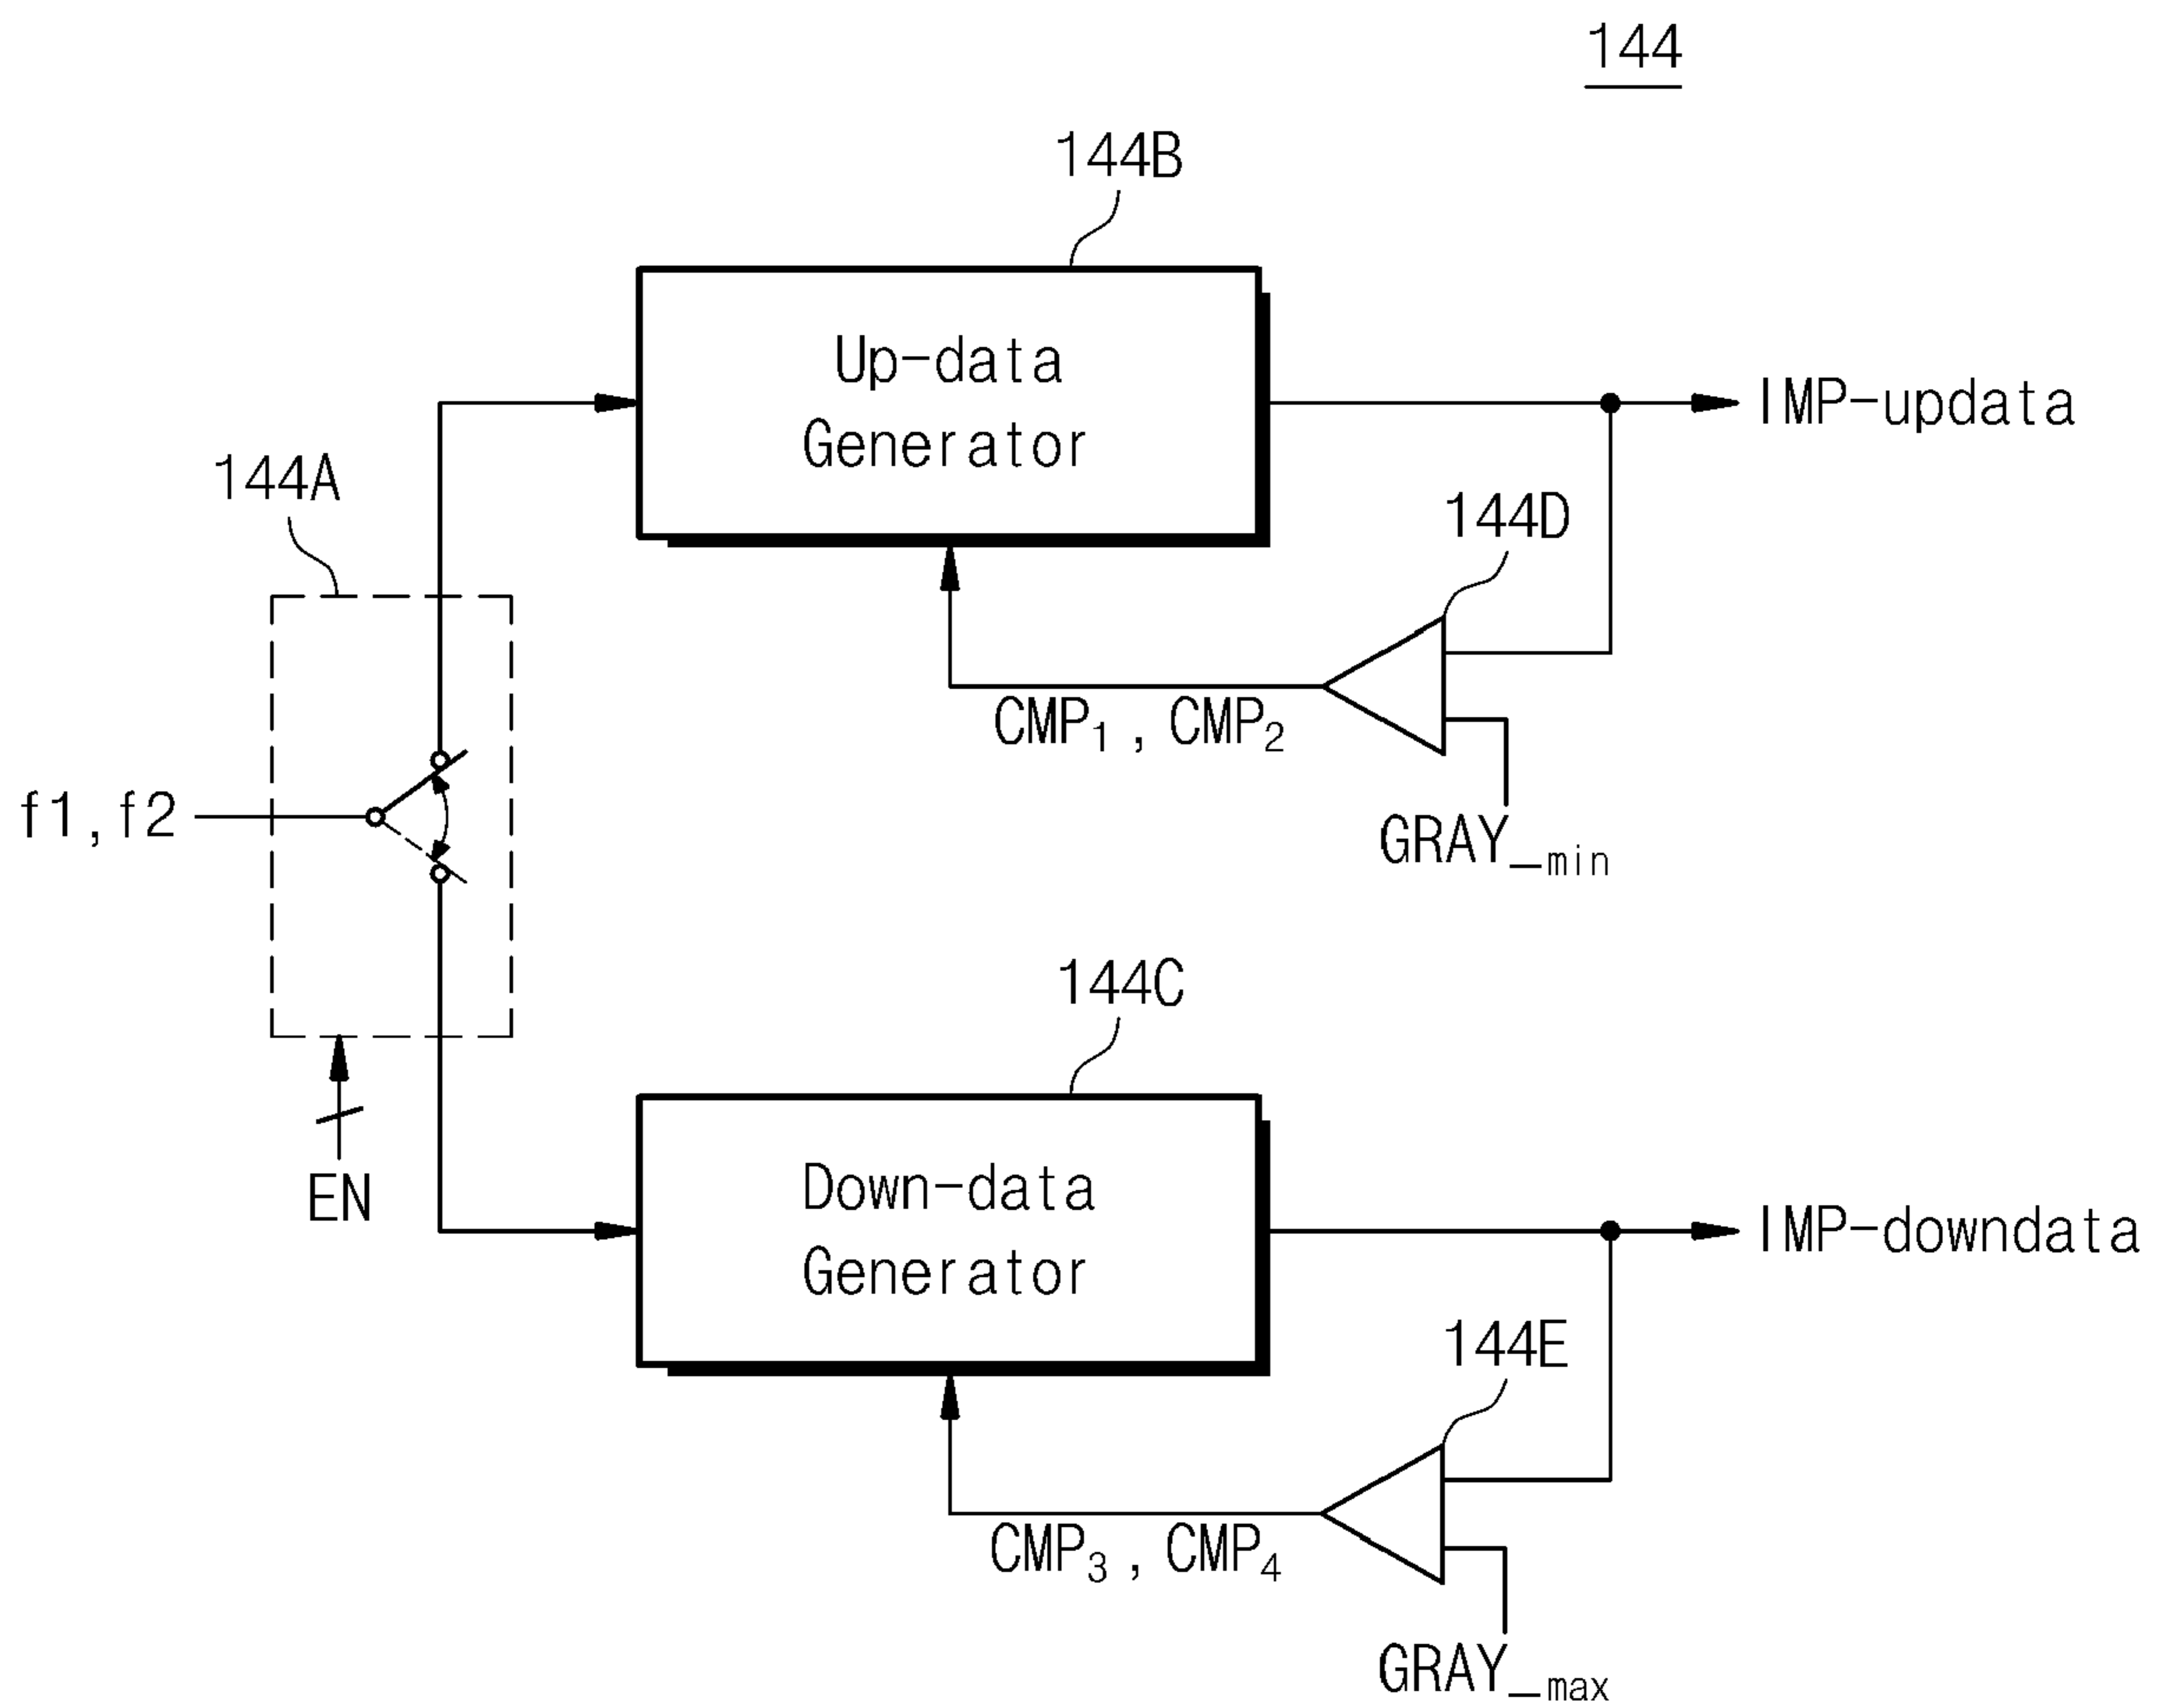 144
144B
Up-data
Generator
IMP-updata
144A
144D
CMP₁, CMP₂
f1,f2
GRAY_min
144C
EN
Down-data
Generator
IMP-downdata
144E
CMP₃, CMP₄
GRAY_max